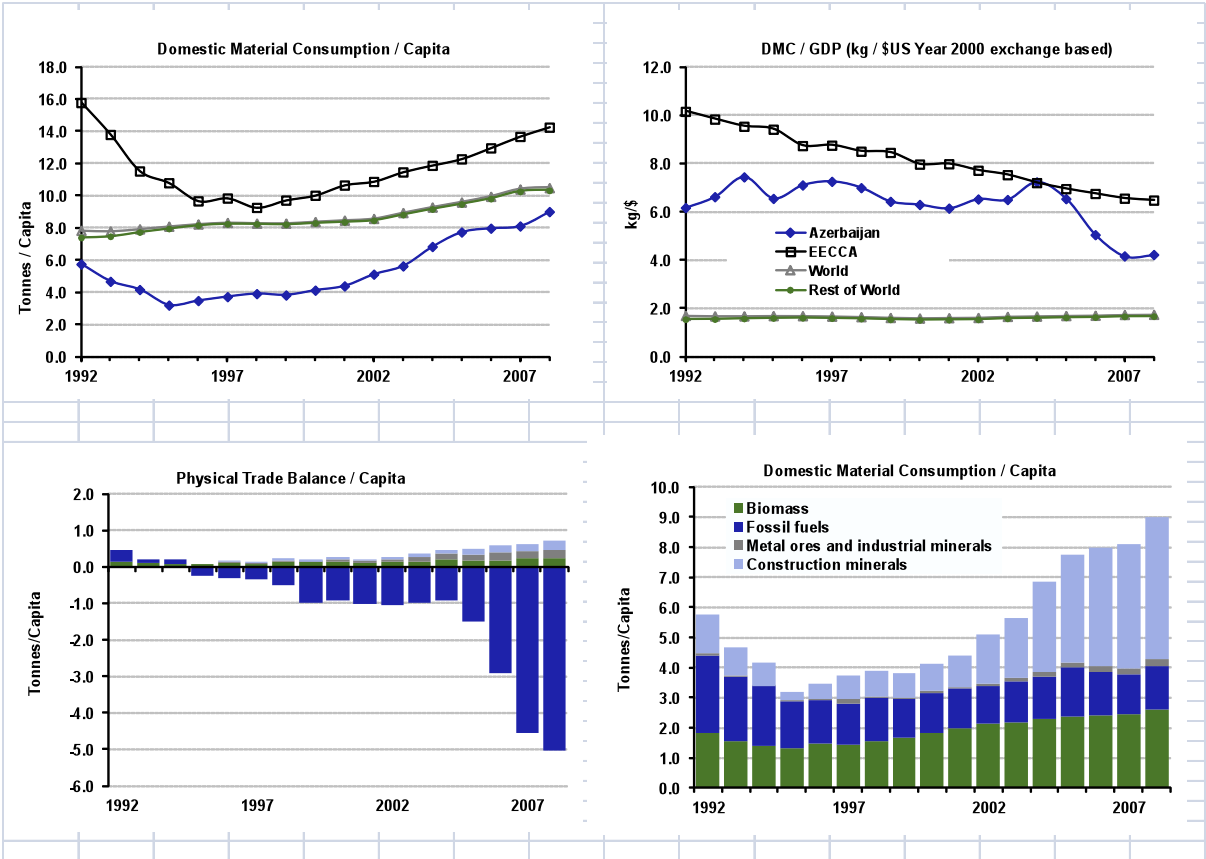 Domestic Material Consumption / Capita
18.0
16.0
14.0
12.0
10.0
8.0
6.0
4.0
2.0
0.0
Tonnes / Capita
1992 1997 2002 2007
DMC / GDP (kg / $US Year 2000 exchange based)
12.0
10.0
8.0
6.0
4.0
2.0
0.0
kg/$
Azerbaijan
EECCA
World
Rest of World
1992 1997 2002 2007
Physical Trade Balance / Capita
2.0
1.0
0.0
-1.0
-2.0
-3.0
-4.0
-5.0
-6.0
Tonnes/Capita
1992 1997 2002 2007
Domestic Material Consumption / Capita
10.0
9.0
8.0
7.0
6.0
5.0
4.0
3.0
2.0
1.0
0.0
Tonnes/Capita
Biomass
Fossil fuels
Metal ores and industrial minerals
Construction minerals
1992 1997 2002 2007